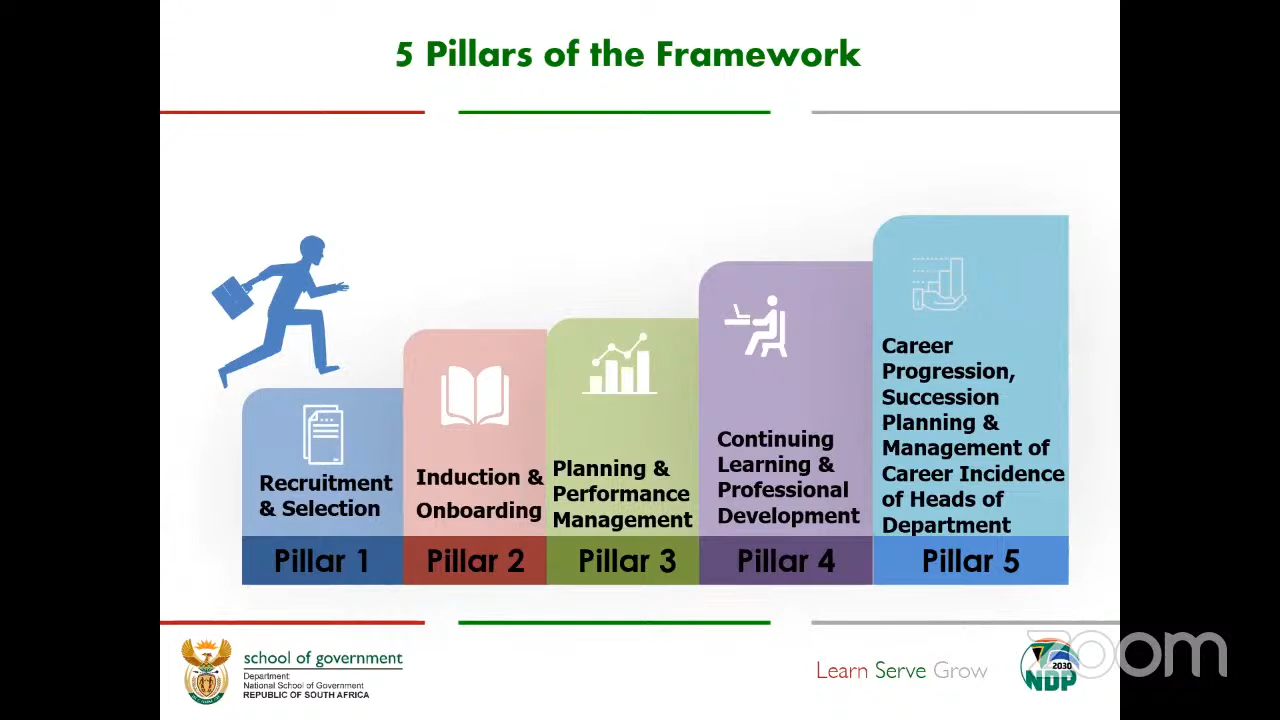 5 Pillars of the Framework
Recruitment
& Selection
Pillar 1
Induction &
Onboarding
Pillar 2
Planning &
Performance
Management
Pillar 3
Continuing
Learning &
Professional
Development
Pillar 4
Career
Progression,
Succession
Planning &
Management of
Career Incidence
of Heads of
Department
Pillar 5
school of government
Department:
National School of Government
REPUBLIC OF SOUTH AFRICA
Learn Serve Grow
2030
NDP
zoom